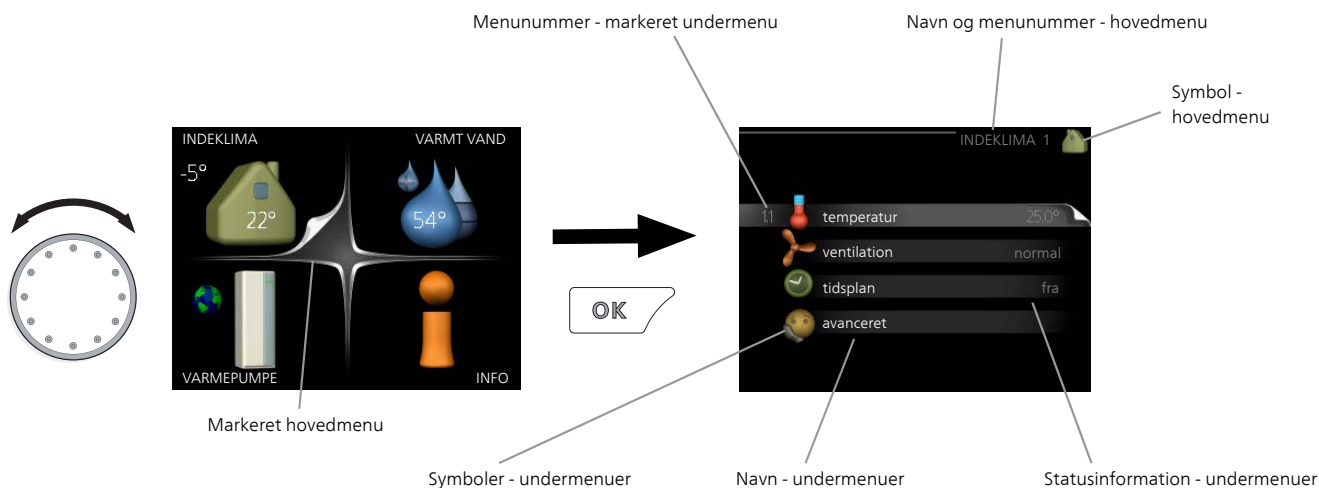 Menunummer - markeret undermenu
Navn og menunummer - hovedmenu
Symbol -
hovedmenu
INDEKLIMA
VARMT VAND
-5°
22°
54°
VARMEPUMPE
INFO
Markeret hovedmenu
OK
INDEKLIMA 1
1.1
temperatur
25.0°
ventilation
normal
tidsplan
fra
avanceret
Symboler - undermenuer
Navn - undermenuer
Statusinformation - undermenuer